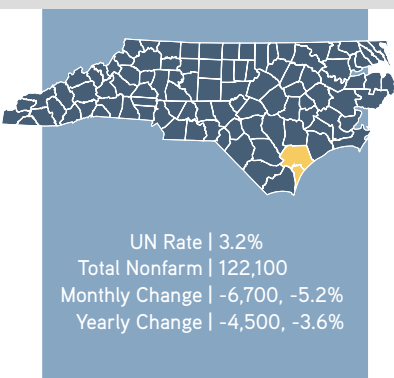 UN Rate | 3.2%
Total Nonfarm | 122,100
Monthly Change | -6,700, -5.2%
Yearly Change | -4,500, -3.6%